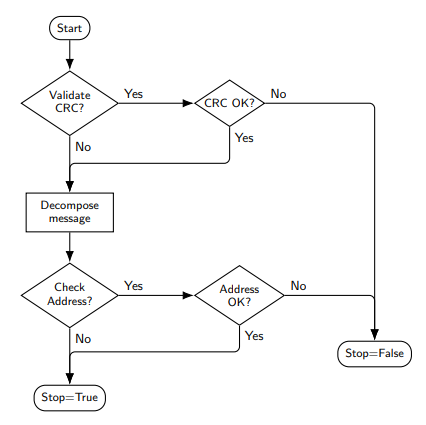 Start
Validate
CRC?
Yes
CRC OK?
No
No
Yes
Decompose
message
Check
Address?
Yes
Address
OK?
No
No
Yes
Stop=False
Stop=True